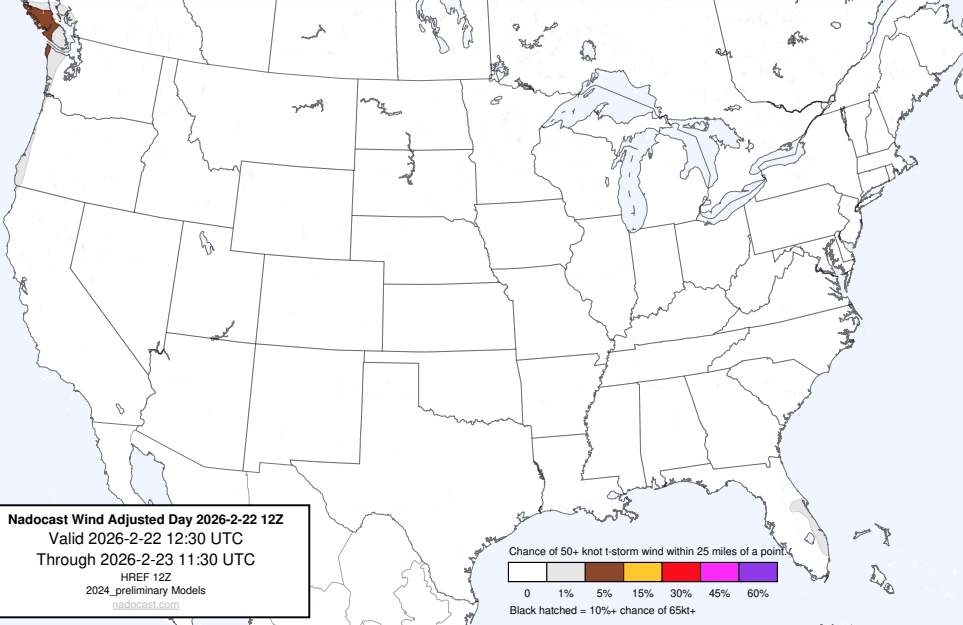 Nadocast Wind Adjusted Day 2026-2-22 12Z
Valid 2026-2-22 12:30 UTC
Through 2026-2-23 11:30 UTC
HREF 12Z
2024_preliminary Models
nadocast.com
Chance of 50+ knot t-storm wind within 25 miles of a point.
0 1% 5% 15% 30% 45% 60%
Black hatched = 10%+ chance of 65kt+